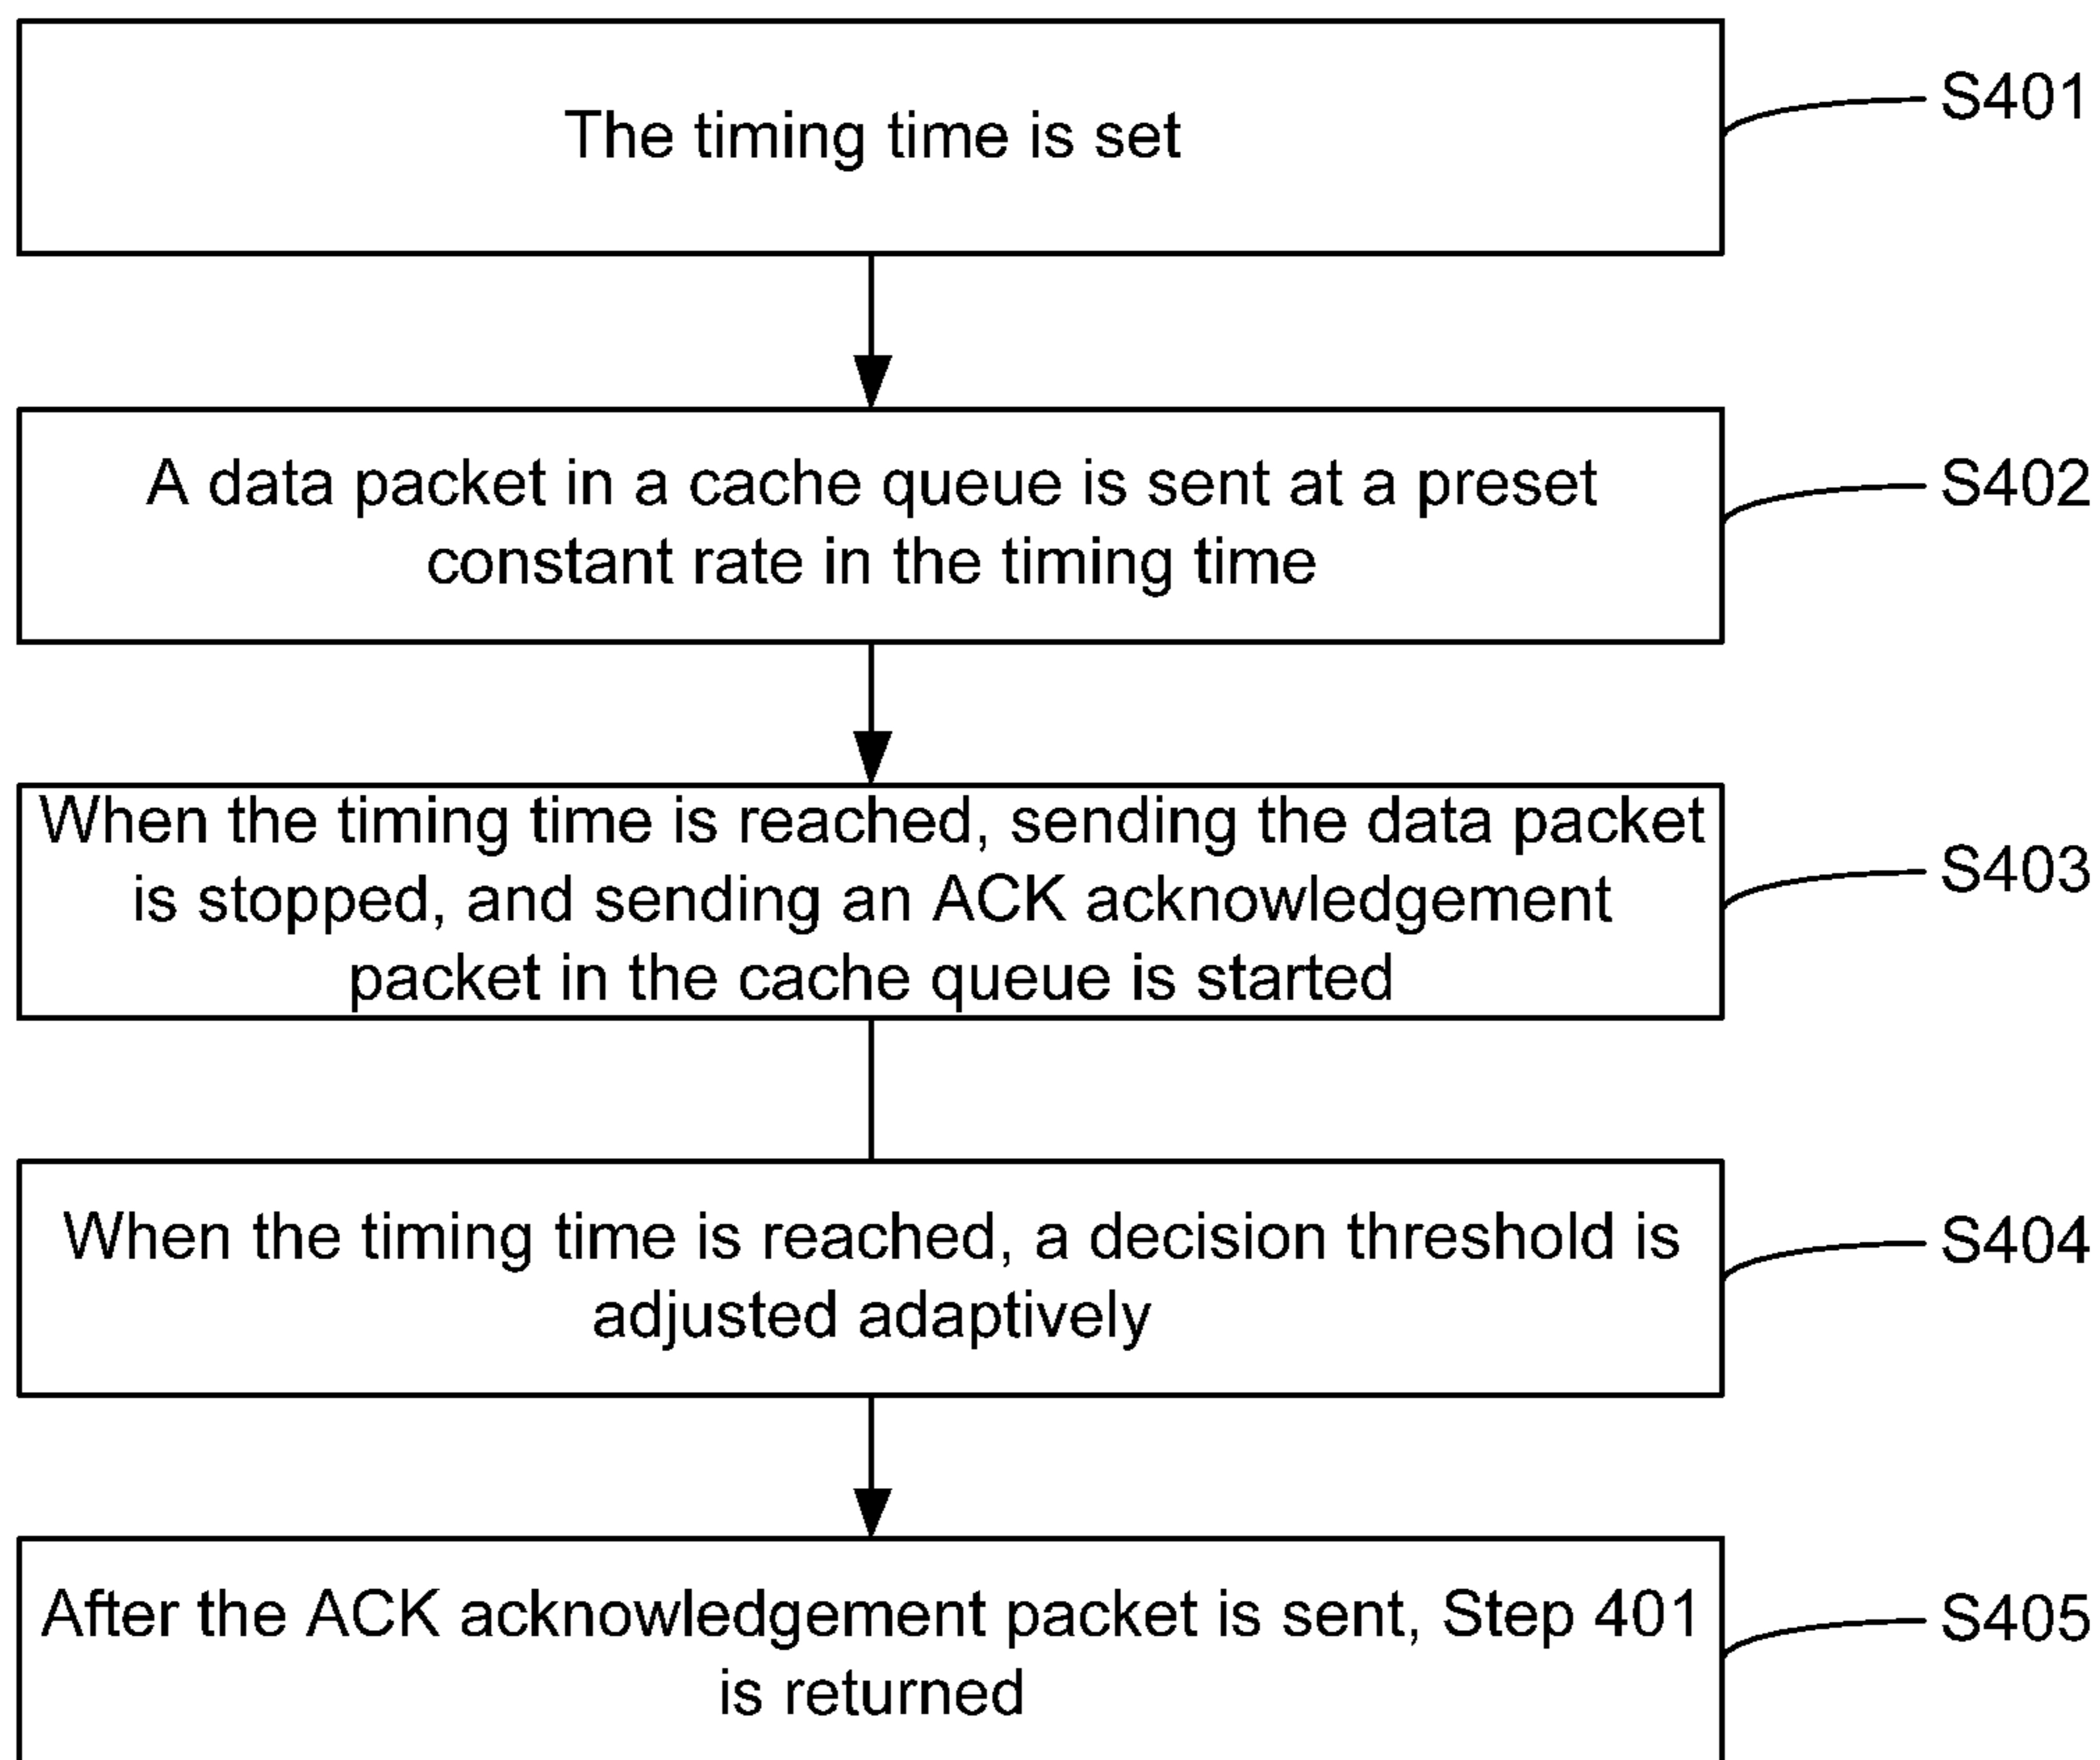 The timing time is set
S401
A data packet in a cache queue is sent at a preset
constant rate in the timing time
S402
When the timing time is reached, sending the data packet
is stopped, and sending an ACK acknowledgement
packet in the cache queue is started
S403
When the timing time is reached, a decision threshold is
adjusted adaptively
S404
After the ACK acknowledgement packet is sent, Step 401
is returned
S405